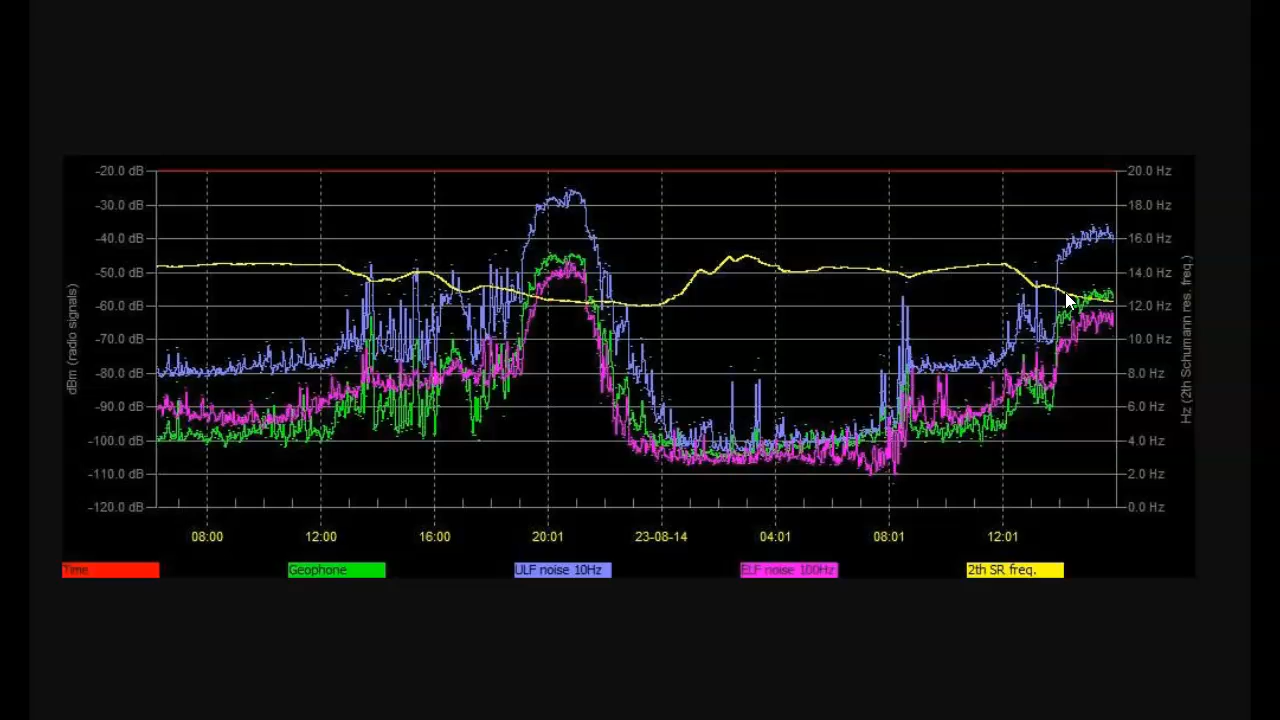 -20.0 dB 20.0 Hz
-30.0 dB 18.0 Hz
-40.0 dB 16.0 Hz
-50.0 dB 14.0 Hz
-60.0 dB 12.0 Hz
-70.0 dB 10.0 Hz
-80.0 dB 8.0 Hz
-90.0 dB 6.0 Hz
-100.0 dB 4.0 Hz
-110.0 dB 2.0 Hz
-120.0 dB 0.0 Hz
dBm (radio signals)
Hz (2th Schumann res. freq.)
08:00 12:00 16:00 20:01 23-08-14 04:01 08:01 12:01
Time Geophone ULF noise 10Hz ELF noise 100Hz 2th SR freq.